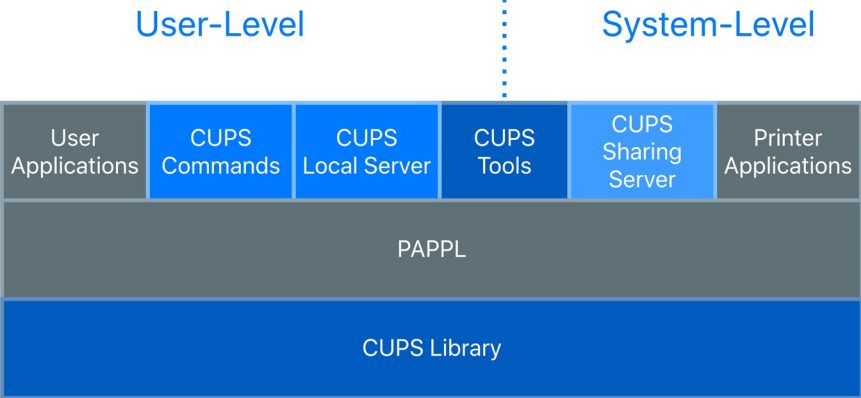 User-Level
System-Level
User
Applications
CUPS
Commands
CUPS
Local Server
CUPS
Tools
CUPS
Sharing
Server
Printer
Applications
PAPPL
CUPS Library